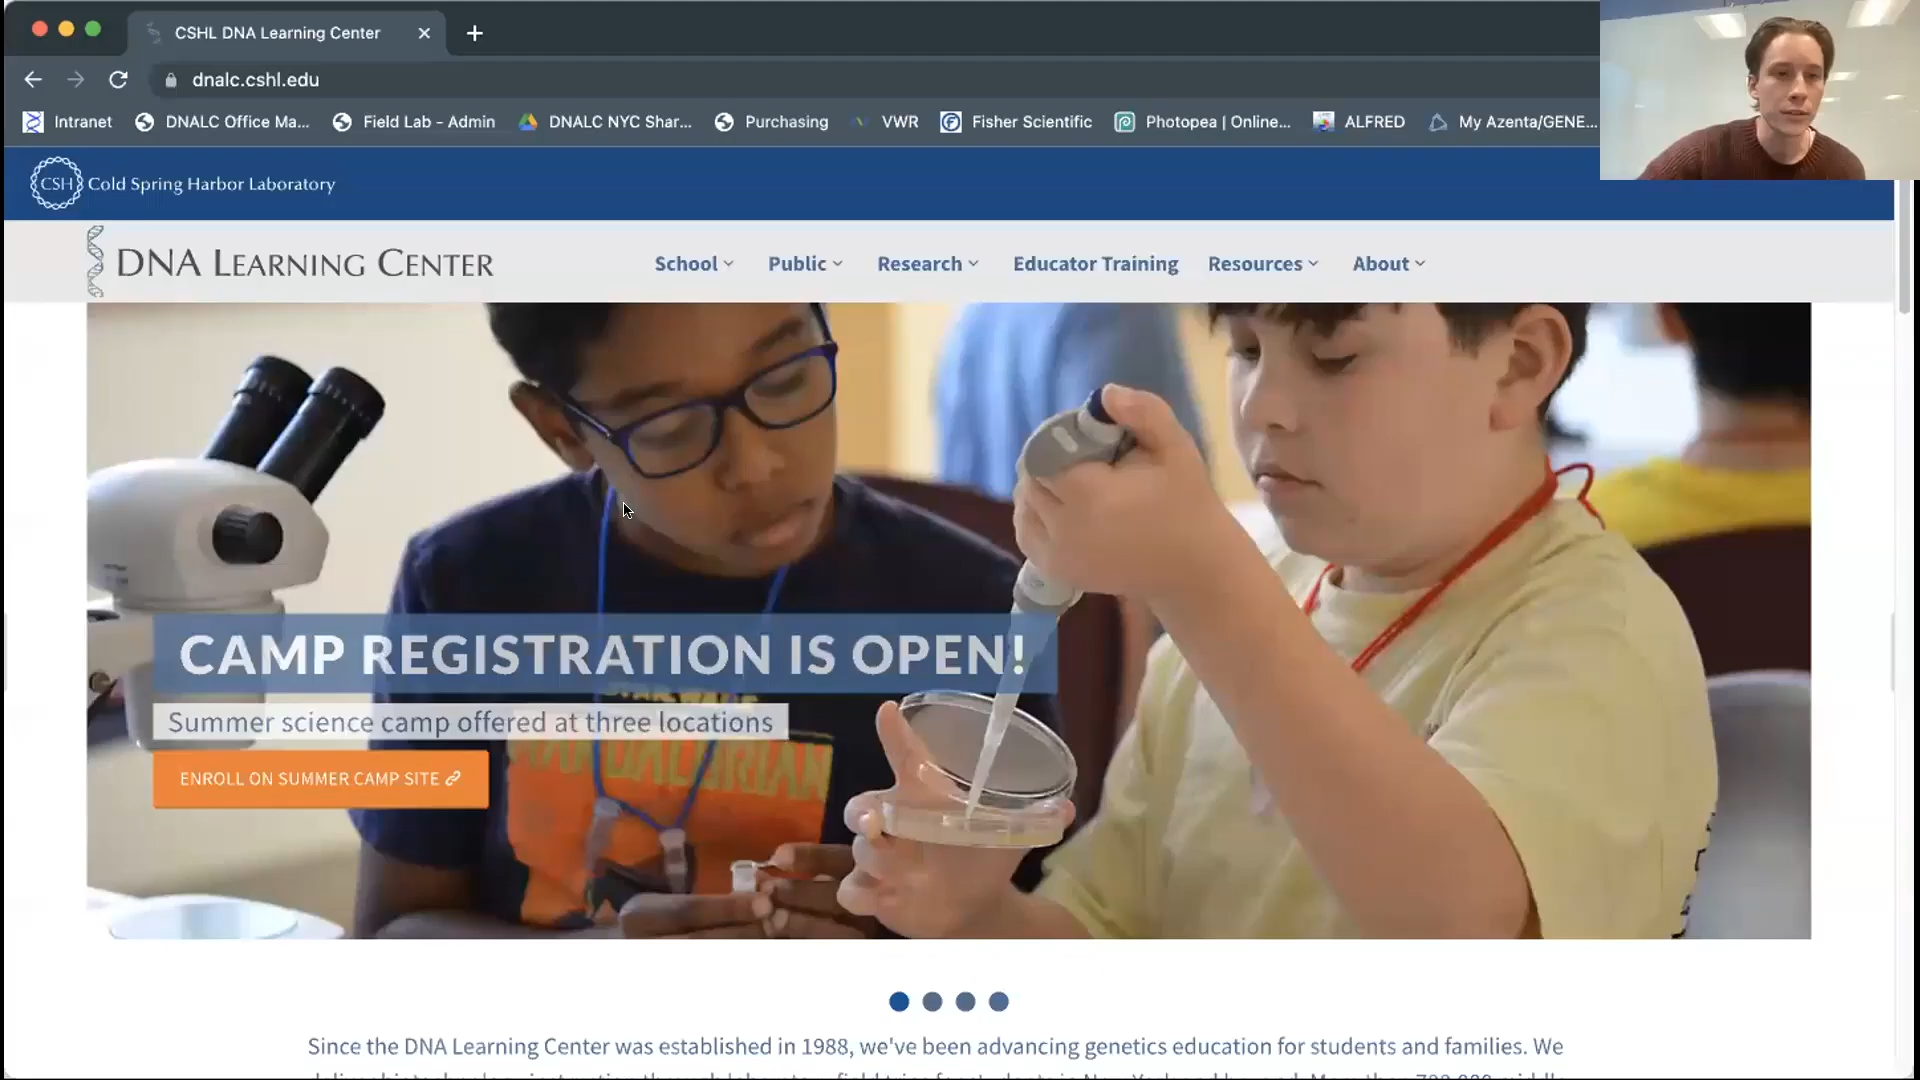 CSHL DNA Learning Center
dnalc.cshl.edu
Intranet DNALC Office Ma... Field Lab - Admin DNALC NYC Shar... Purchasing VWR Fisher Scientific Photopea | Online... ALFRED My Azenta/GENE...
CSH Cold Spring Harbor Laboratory
DNA LEARNING CENTER
School Public Research Educator Training Resources About
CAMP REGISTRATION IS OPEN!
Summer science camp offered at three locations
MANDALORIAN
ENROLL ON SUMMER CAMP SITE
Since the DNA Learning Center was established in 1988, we've been advancing genetics education for students and families. We